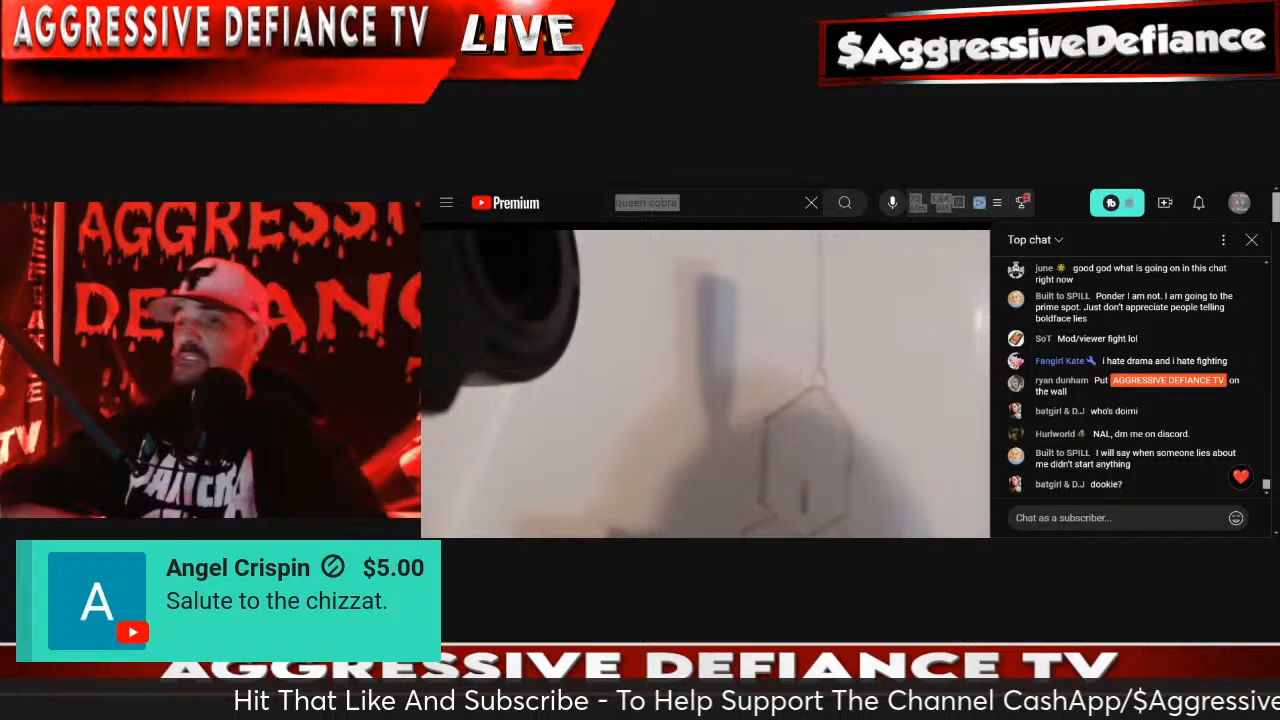 AGGRESSIVE DEFIANCE TV LIVE
$AggressiveDefiance
AGGRESSI
DE
ANC
TV
Premium
queen cobra
Top chat
june good god what is going on in this chat
right now
Built to SPILL Ponder I am not. I am going to the
prime spot. Just don't appreciate people telling
boldface lies
SoT Mod/viewer fight lol
Fangirl Kate i hate drama and i hate fighting
ryan dunham Put AGGRESSIVE DEFIANCE TV on
the wall
batgirl & D.J who's doimi
Hurlworld NAL, dm me on discord.
Built to SPILL I will say when someone lies about
me didn't start anything
batgirl & D.J dookie?
Chat as a subscriber...
Angel Crispin $5.00
A
Salute to the chizzat.
AGGRESSIVE DEFIANCE TV
Hit That Like And Subscribe - To Help Support The Channel CashApp/$Aggressive